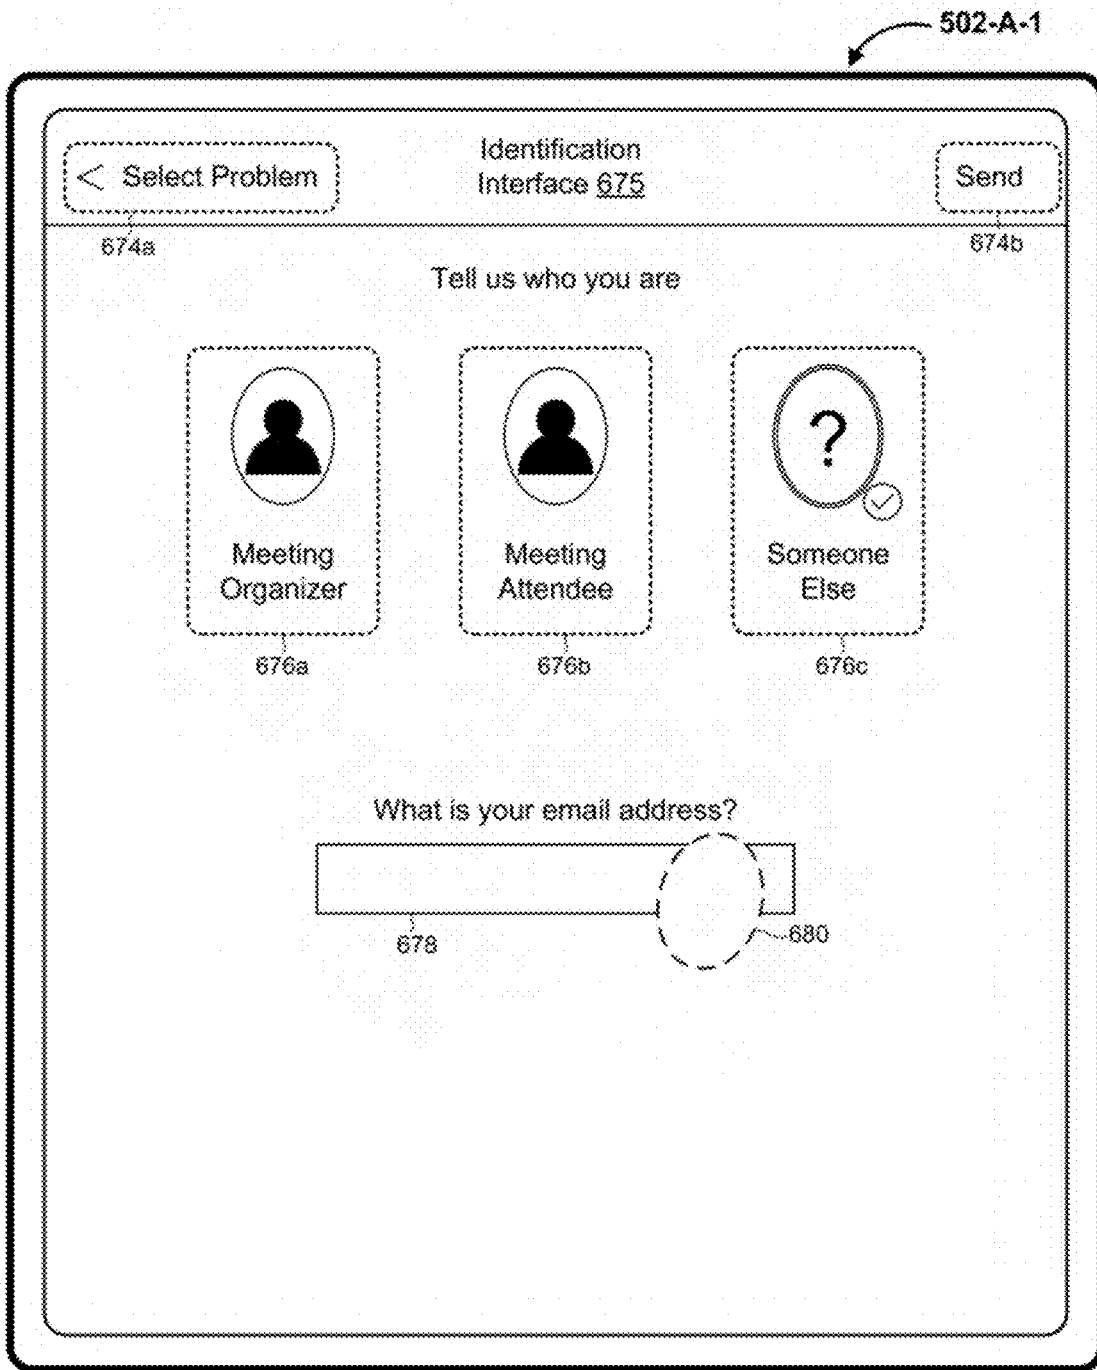 502-A-1
< Select Problem
Identification
Interface 675
Send
674a
674b
Tell us who you are
?
Meeting
Organizer
Meeting
Attendee
Someone
Else
676a
676b
676c
What is your email address?
678
680